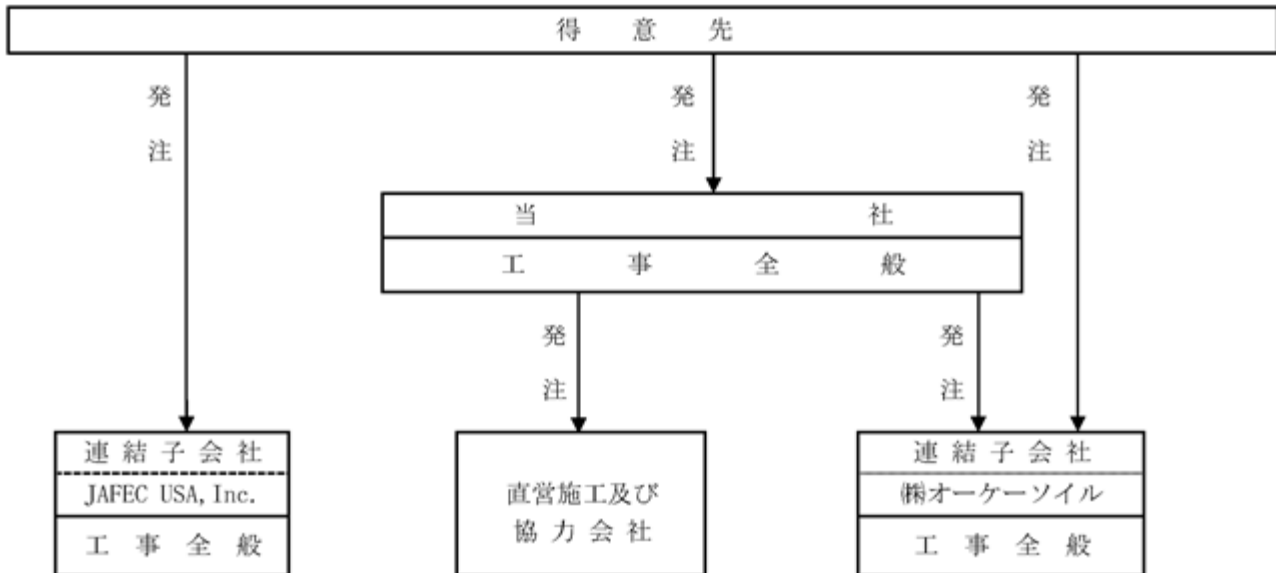 得意先
発注
発注
発注
当社
工事全般
発注
発注
連結子会社
JAFEC USA, Inc.
工事全般
直営施工及び
協力会社
連結子会社
㈱オーケーソイル
工事全般